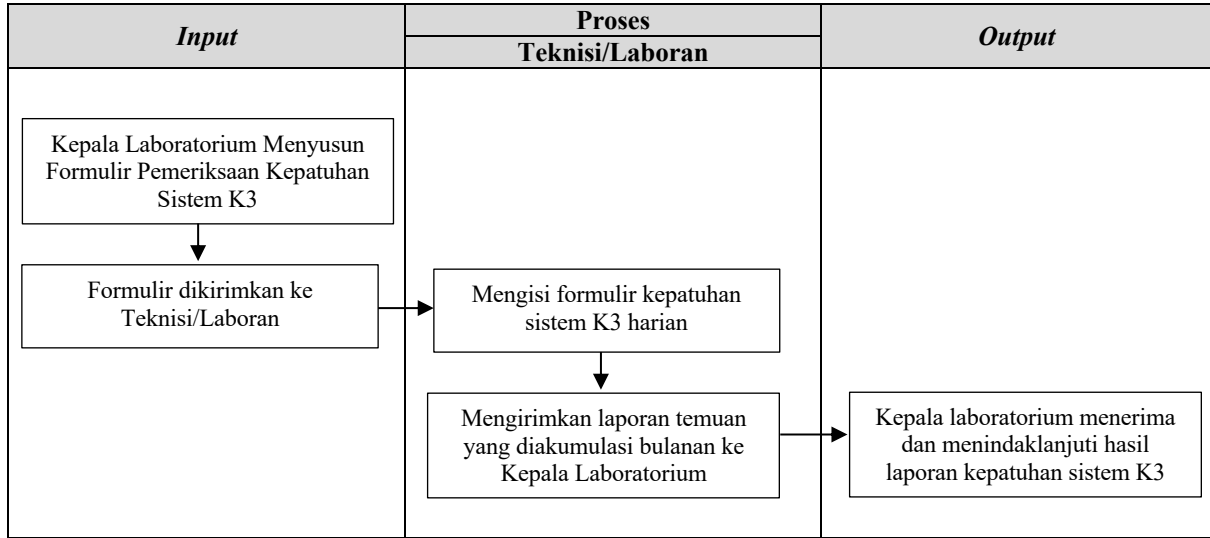 Input
Proses
Teknisi/Laboran
Output
Kepala Laboratorium Menyusun
Formulir Pemeriksaan Kepatuhan
Sistem K3
Formulir dikirimkan ke
Teknisi/Laboran
Mengisi formulir kepatuhan
sistem K3 harian
Mengirimkan laporan temuan
yang diakumulasi bulanan ke
Kepala Laboratorium
Kepala laboratorium menerima
dan menindaklanjuti hasil
laporan kepatuhan sistem K3